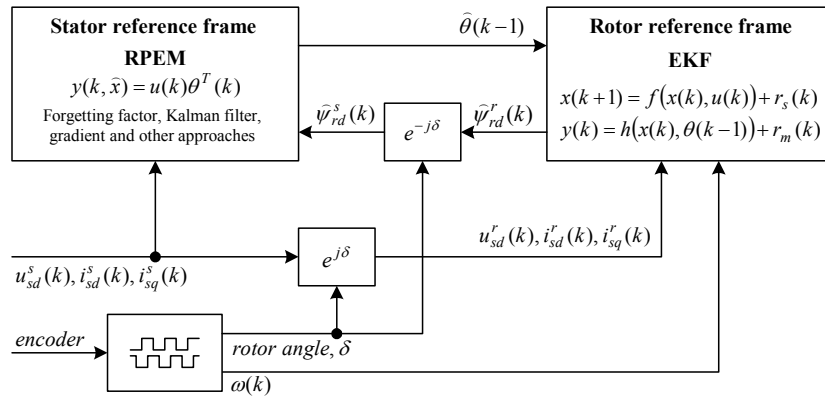 Stator reference frame
RPEM
y(k, x̂) = u(k)θ^T(k)
Forgetting factor, Kalman filter,
gradient and other approaches
θ̂(k−1)
Rotor reference frame
EKF
x(k+1) = f(x(k), u(k)) + r_s(k)
y(k) = h(x(k), θ(k−1)) + r_m(k)
ψ̂^s_rd(k)
e^−jδ
ψ̂^r_rd(k)
u^s_sd(k), i^s_sd(k), i^s_sq(k)
e^jδ
u^r_sd(k), i^r_sd(k), i^r_sq(k)
encoder
rotor angle, δ
ω(k)